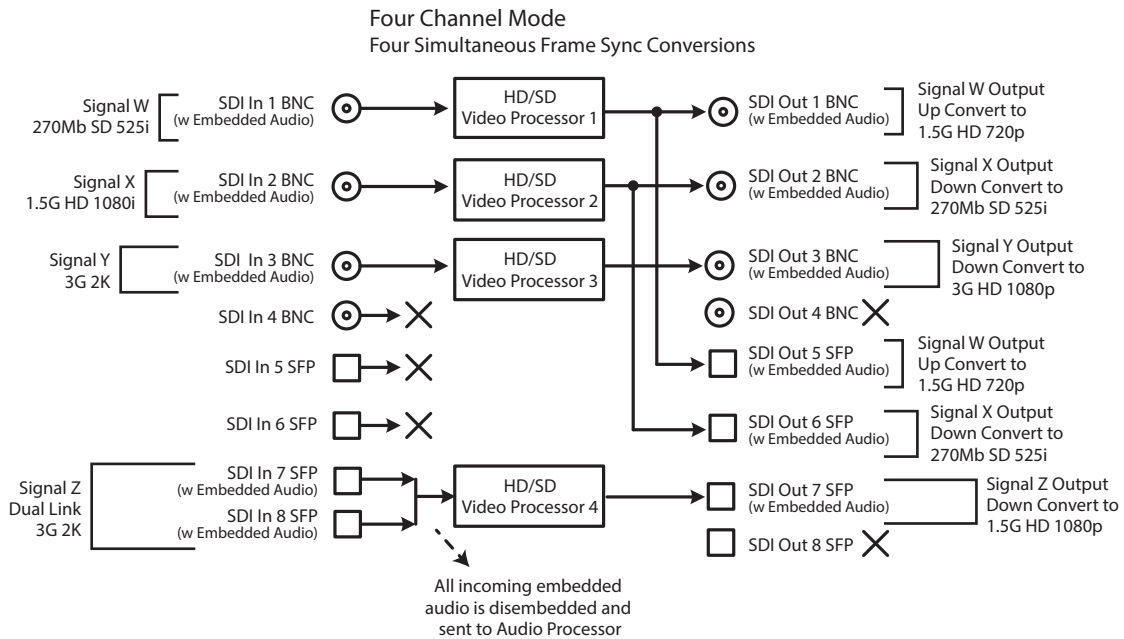 Four Channel Mode
Four Simultaneous Frame Sync Conversions
Signal W
270Mb SD 525i
SDI In 1 BNC
(w Embedded Audio)
HD/SD
Video Processor 1
SDI Out 1 BNC
(w Embedded Audio)
Signal W Output
Up Convert to
1.5G HD 720p
Signal X
1.5G HD 1080i
SDI In 2 BNC
(w Embedded Audio)
HD/SD
Video Processor 2
SDI Out 2 BNC
(w Embedded Audio)
Signal X Output
Down Convert to
270Mb SD 525i
Signal Y
3G 2K
SDI In 3 BNC
(w Embedded Audio)
HD/SD
Video Processor 3
SDI Out 3 BNC
(w Embedded Audio)
Signal Y Output
Down Convert to
3G HD 1080p
SDI In 4 BNC
SDI Out 4 BNC
SDI In 5 SFP
SDI Out 5 SFP
(w Embedded Audio)
Signal W Output
Up Convert to
1.5G HD 720p
SDI In 6 SFP
SDI Out 6 SFP
(w Embedded Audio)
Signal X Output
Down Convert to
270Mb SD 525i
Signal Z
Dual Link
3G 2K
SDI In 7 SFP
(w Embedded Audio)
SDI In 8 SFP
(w Embedded Audio)
HD/SD
Video Processor 4
SDI Out 7 SFP
(w Embedded Audio)
Signal Z Output
Down Convert to
1.5G HD 1080p
SDI Out 8 SFP
All incoming embedded
audio is disembedded and
sent to Audio Processor